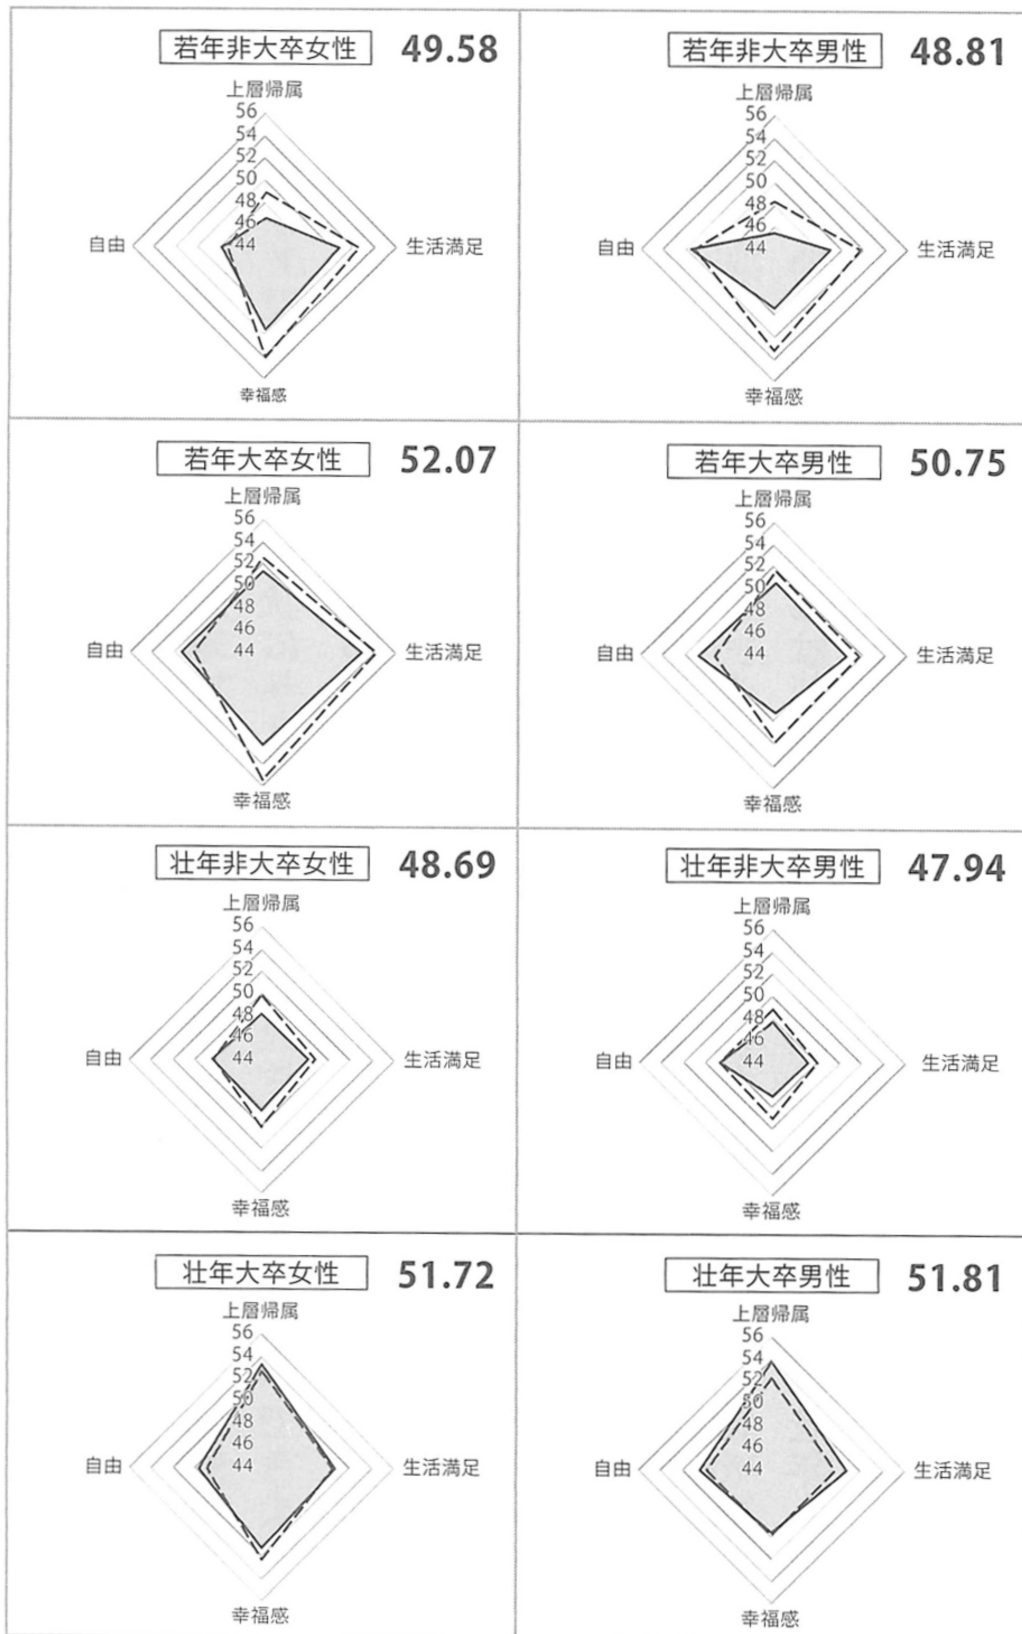 若年非大卒女性 49.58
上層帰属
56
54
52
50
48
46
44
自由
生活満足
幸福感
若年非大卒男性 48.81
上層帰属
56
54
52
50
48
46
44
自由
生活満足
幸福感
若年大卒女性 52.07
上層帰属
56
54
52
50
48
46
44
自由
生活満足
幸福感
若年大卒男性 50.75
上層帰属
56
54
52
50
48
46
44
自由
生活満足
幸福感
壮年非大卒女性 48.69
上層帰属
56
54
52
50
48
46
44
自由
生活満足
幸福感
壮年非大卒男性 47.94
上層帰属
56
54
52
50
48
46
44
自由
生活満足
幸福感
壮年大卒女性 51.72
上層帰属
56
54
52
50
48
46
44
自由
生活満足
幸福感
壮年大卒男性 51.81
上層帰属
56
54
52
50
48
46
44
自由
生活満足
幸福感